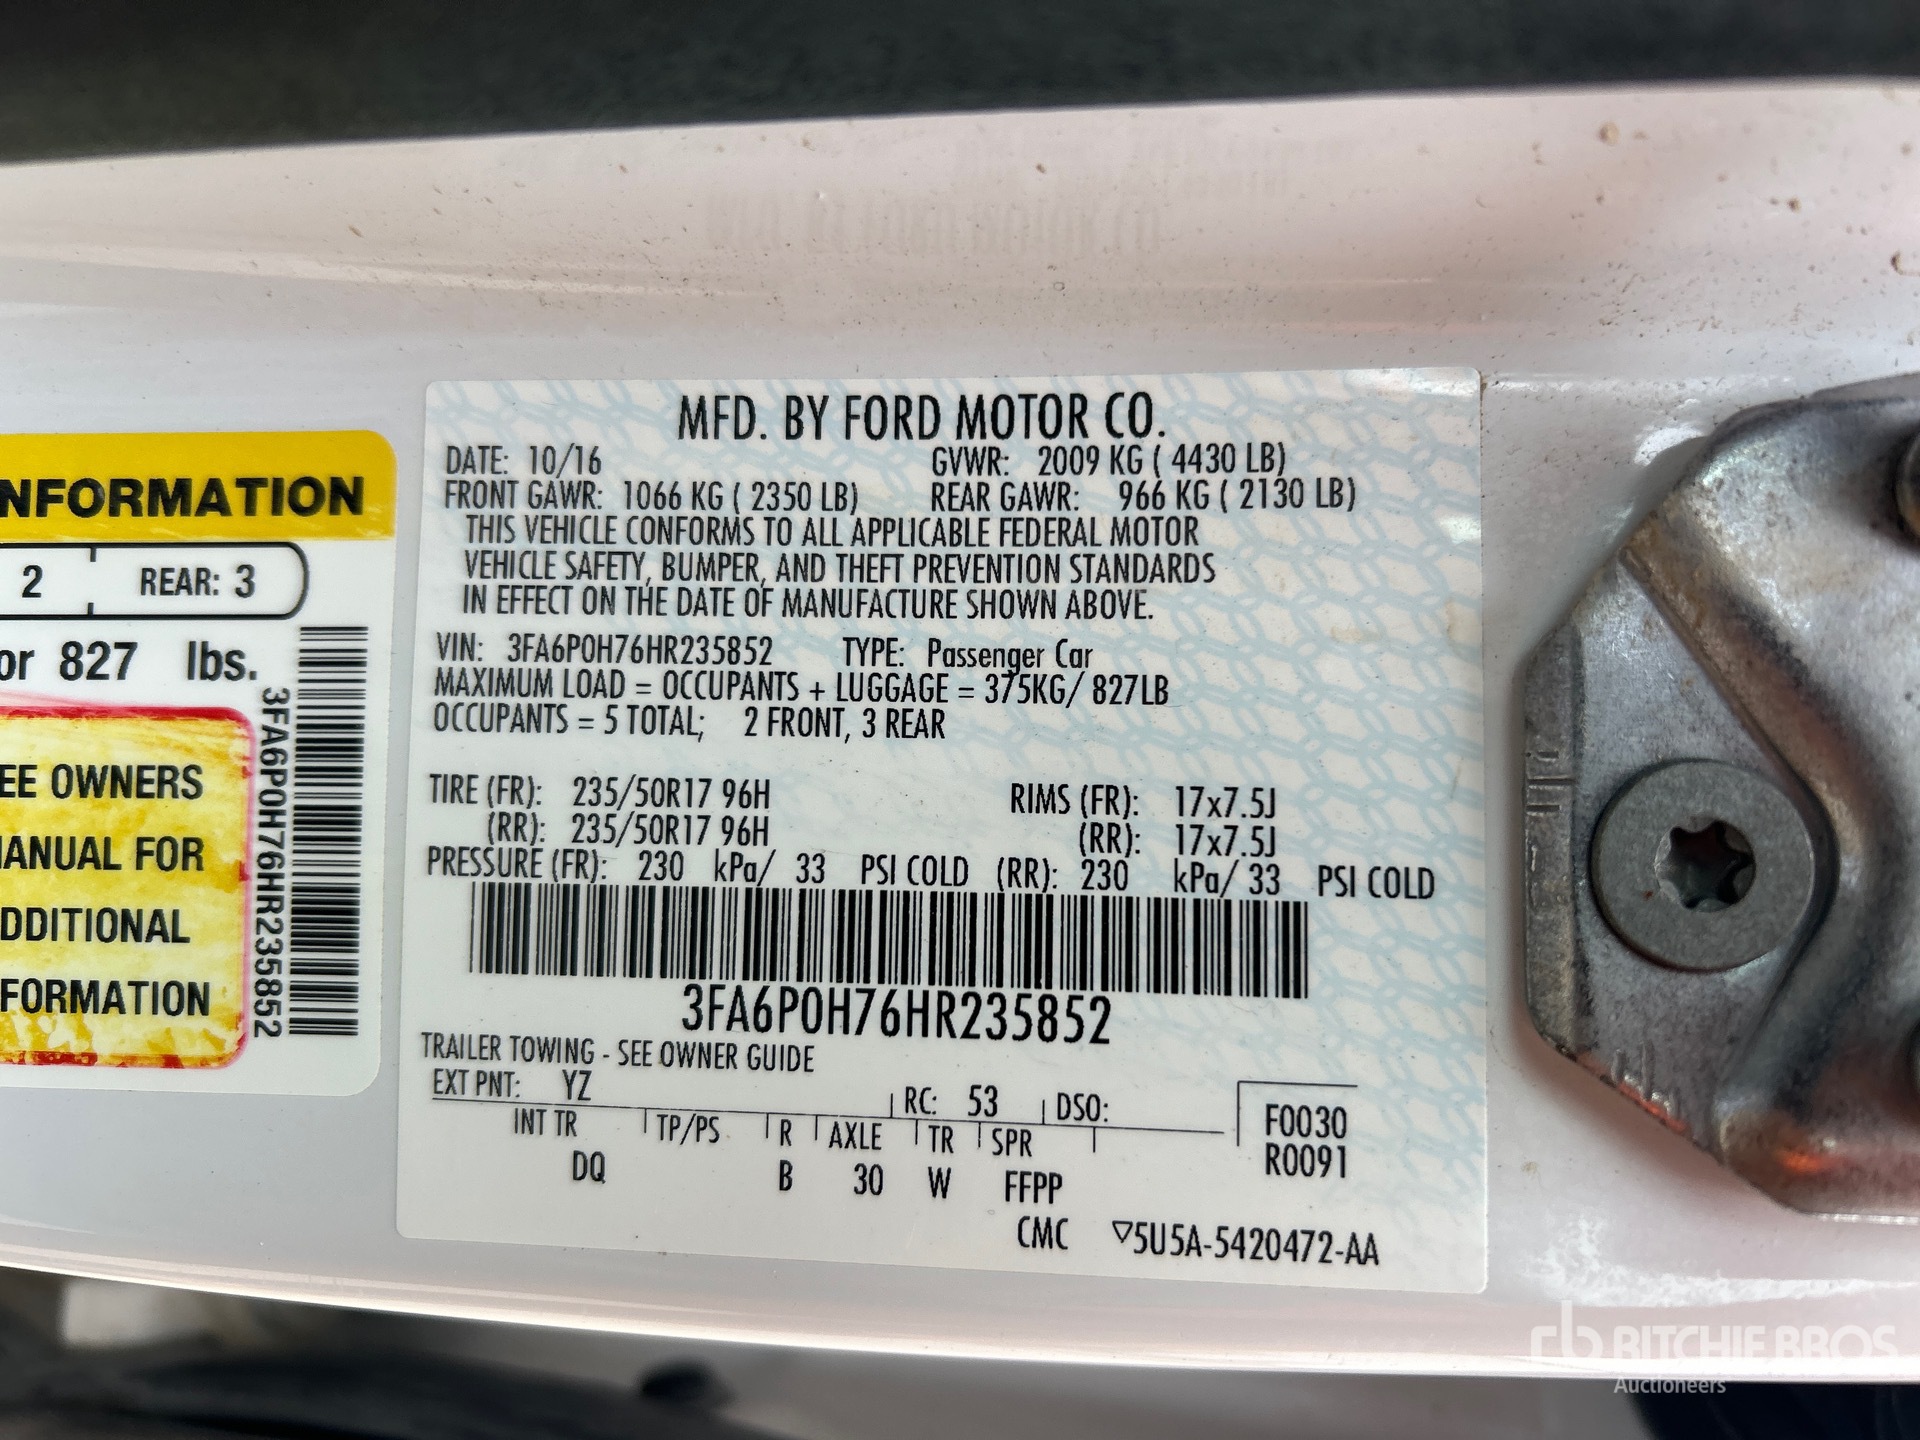 NFORMATION
2 REAR: 3
or 827 lbs.
EE OWNERS
ANUAL FOR
DDITIONAL
FORMATION
3FA6P0H76HR235852
MFD. BY FORD MOTOR CO.
DATE: 10/16 GVWR: 2009 KG ( 4430 LB)
FRONT GAWR: 1066 KG ( 2350 LB) REAR GAWR: 966 KG ( 2130 LB)
THIS VEHICLE CONFORMS TO ALL APPLICABLE FEDERAL MOTOR
VEHICLE SAFETY, BUMPER, AND THEFT PREVENTION STANDARDS
IN EFFECT ON THE DATE OF MANUFACTURE SHOWN ABOVE.
VIN: 3FA6P0H76HR235852 TYPE: Passenger Car
MAXIMUM LOAD = OCCUPANTS + LUGGAGE = 375KG/ 827LB
OCCUPANTS = 5 TOTAL; 2 FRONT, 3 REAR
TIRE (FR): 235/50R17 96H RIMS (FR): 17x7.5J
(RR): 235/50R17 96H (RR): 17x7.5J
PRESSURE (FR): 230 kPa/ 33 PSI COLD (RR): 230 kPa/ 33 PSI COLD
3FA6P0H76HR235852
TRAILER TOWING - SEE OWNER GUIDE
EXT PNT: YZ RC: 53 DSO: F0030
INT TR TP/PS R AXLE TR SPR R0091
DQ B 30 W FFPP
CMC ▽5U5A-5420472-AA
rb RITCHIE BROS
Auctioneers